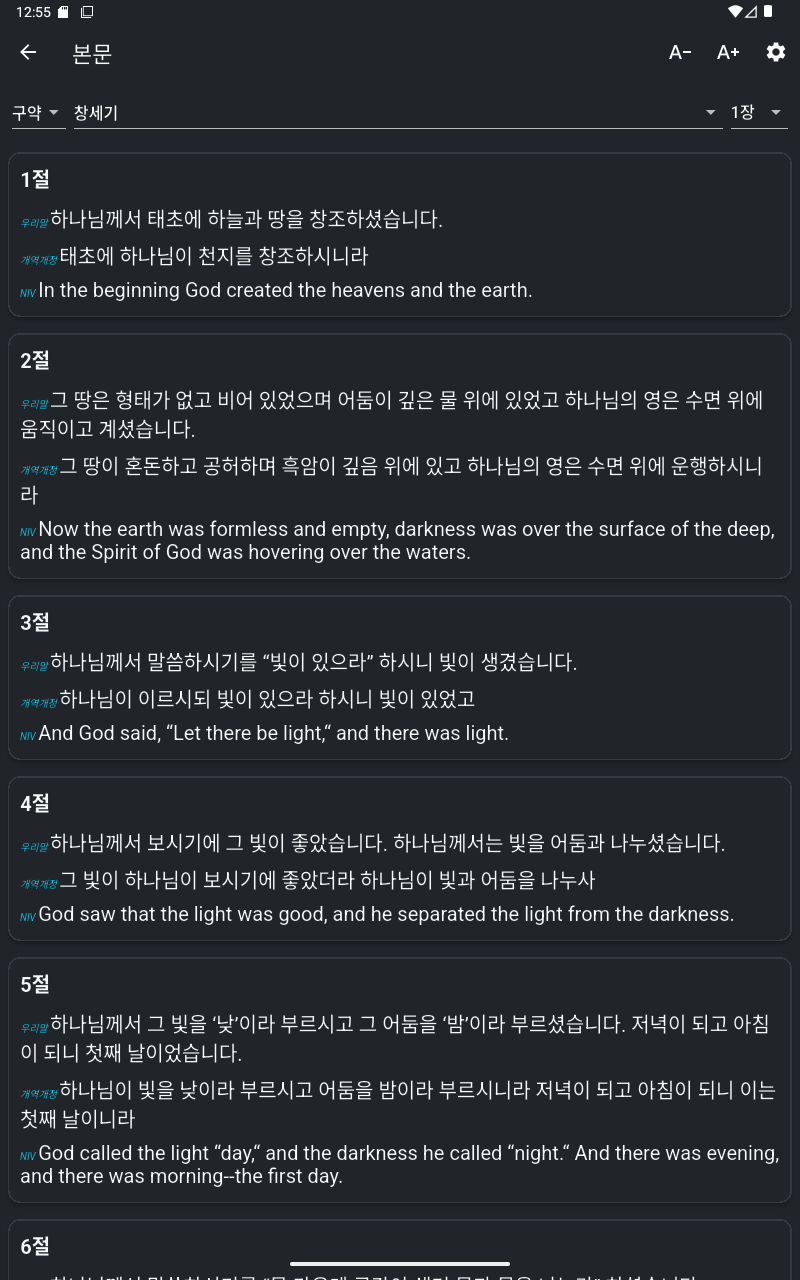 12:55
본문
A- A+
구약 창세기 1장
1절
우리말 하나님께서 태초에 하늘과 땅을 창조하셨습니다.
개역개정 태초에 하나님이 천지를 창조하시니라
NIV In the beginning God created the heavens and the earth.
2절
우리말 그 땅은 형태가 없고 비어 있었으며 어둠이 깊은 물 위에 있었고 하나님의 영은 수면 위에
움직이고 계셨습니다.
개역개정 그 땅이 혼돈하고 공허하며 흑암이 깊음 위에 있고 하나님의 영은 수면 위에 운행하시니
라
NIV Now the earth was formless and empty, darkness was over the surface of the deep,
and the Spirit of God was hovering over the waters.
3절
우리말 하나님께서 말씀하시기를 “빛이 있으라” 하시니 빛이 생겼습니다.
개역개정 하나님이 이르시되 빛이 있으라 하시니 빛이 있었고
NIV And God said, “Let there be light,“ and there was light.
4절
우리말 하나님께서 보시기에 그 빛이 좋았습니다. 하나님께서는 빛을 어둠과 나누셨습니다.
개역개정 그 빛이 하나님이 보시기에 좋았더라 하나님이 빛과 어둠을 나누사
NIV God saw that the light was good, and he separated the light from the darkness.
5절
우리말 하나님께서 그 빛을 ‘낮’이라 부르시고 그 어둠을 ‘밤’이라 부르셨습니다. 저녁이 되고 아침
이 되니 첫째 날이었습니다.
개역개정 하나님이 빛을 낮이라 부르시고 어둠을 밤이라 부르시니라 저녁이 되고 아침이 되니 이는
첫째 날이니라
NIV God called the light “day,“ and the darkness he called “night.“ And there was evening,
and there was morning--the first day.
6절